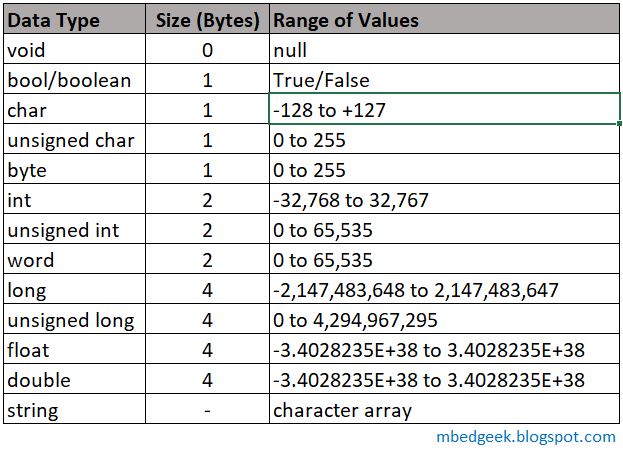 Data Type Size (Bytes) Range of Values
void 0 null
bool/boolean 1 True/False
char 1 -128 to +127
unsigned char 1 0 to 255
byte 1 0 to 255
int 2 -32,768 to 32,767
unsigned int 2 0 to 65,535
word 2 0 to 65,535
long 4 -2,147,483,648 to 2,147,483,647
unsigned long 4 0 to 4,294,967,295
float 4 -3.4028235E+38 to 3.4028235E+38
double 4 -3.4028235E+38 to 3.4028235E+38
string - character array
mbedgeek.blogspot.com